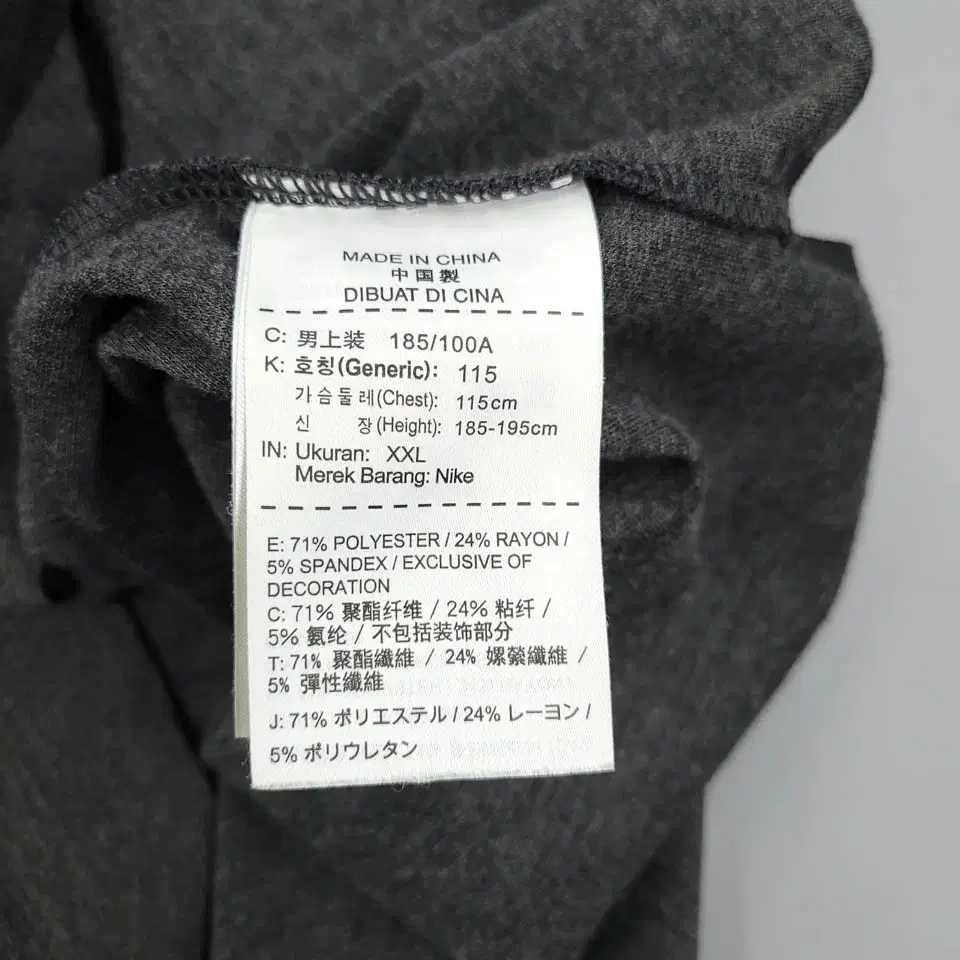 MADE IN CHINA
中国製
DIBUAT DI CINA
C: 男上装 185/100A
K: 호칭(Generic): 115
가슴둘레(Chest): 115cm
신 장(Height): 185-195cm
IN: Ukuran: XXL
Merek Barang: Nike
E: 71% POLYESTER / 24% RAYON /
5% SPANDEX / EXCLUSIVE OF
DECORATION
C: 71% 聚酯纤维 / 24% 粘纤 /
5% 氨纶 / 不包括装饰部分
T: 71% 聚酯纖維 / 24% 嫘縈纖維 /
5% 彈性纖維
J: 71% ポリエステル / 24% レーヨン /
5% ポリウレタン